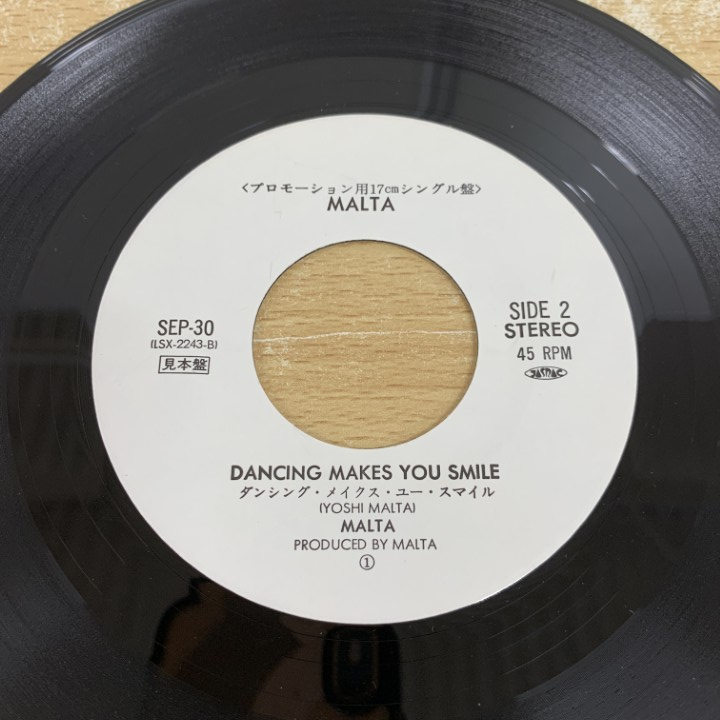 <プロモーション用17cmシングル盤>
MALTA
SEP-30
(LSX-2243-B)
見本盤
SIDE 2
STEREO
45 RPM
JASRAC
DANCING MAKES YOU SMILE
ダンシング・メイクス・ユー・スマイル
(YOSHI MALTA)
MALTA
PRODUCED BY MALTA
①